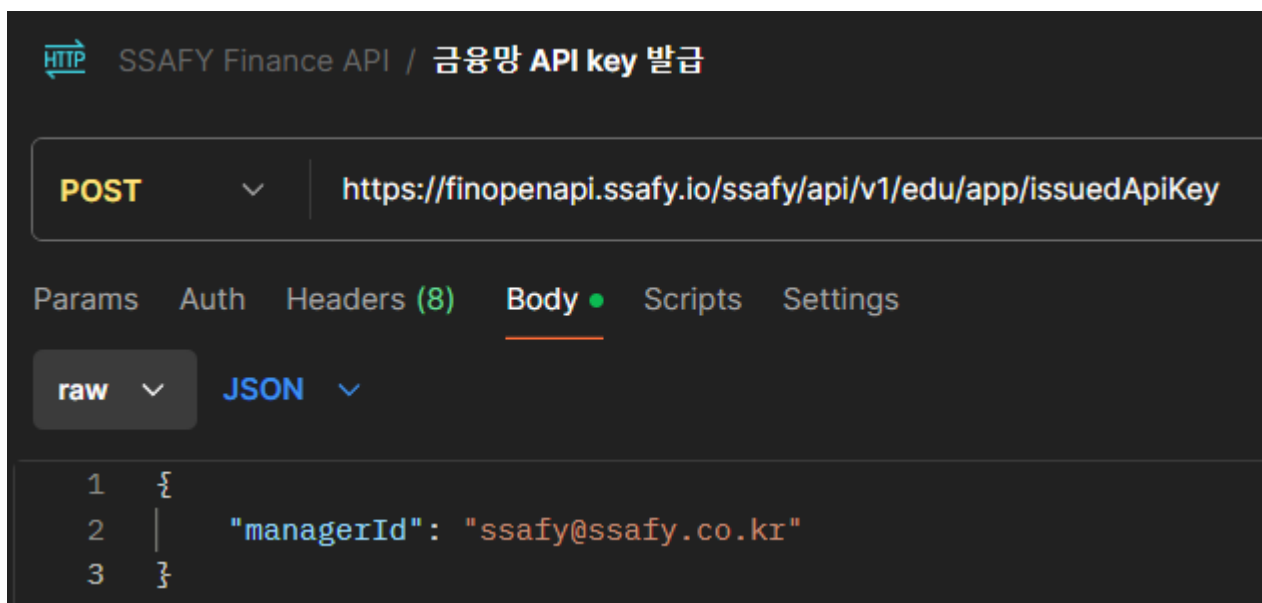 HTTP SSAFY Finance API / 금융망 API key 발급
POST https://finopenapi.ssafy.io/ssafy/api/v1/edu/app/issuedApiKey
Params Auth Headers (8) Body Scripts Settings
raw JSON
1 {
2 "managerId": "ssafy@ssafy.co.kr"
3 }